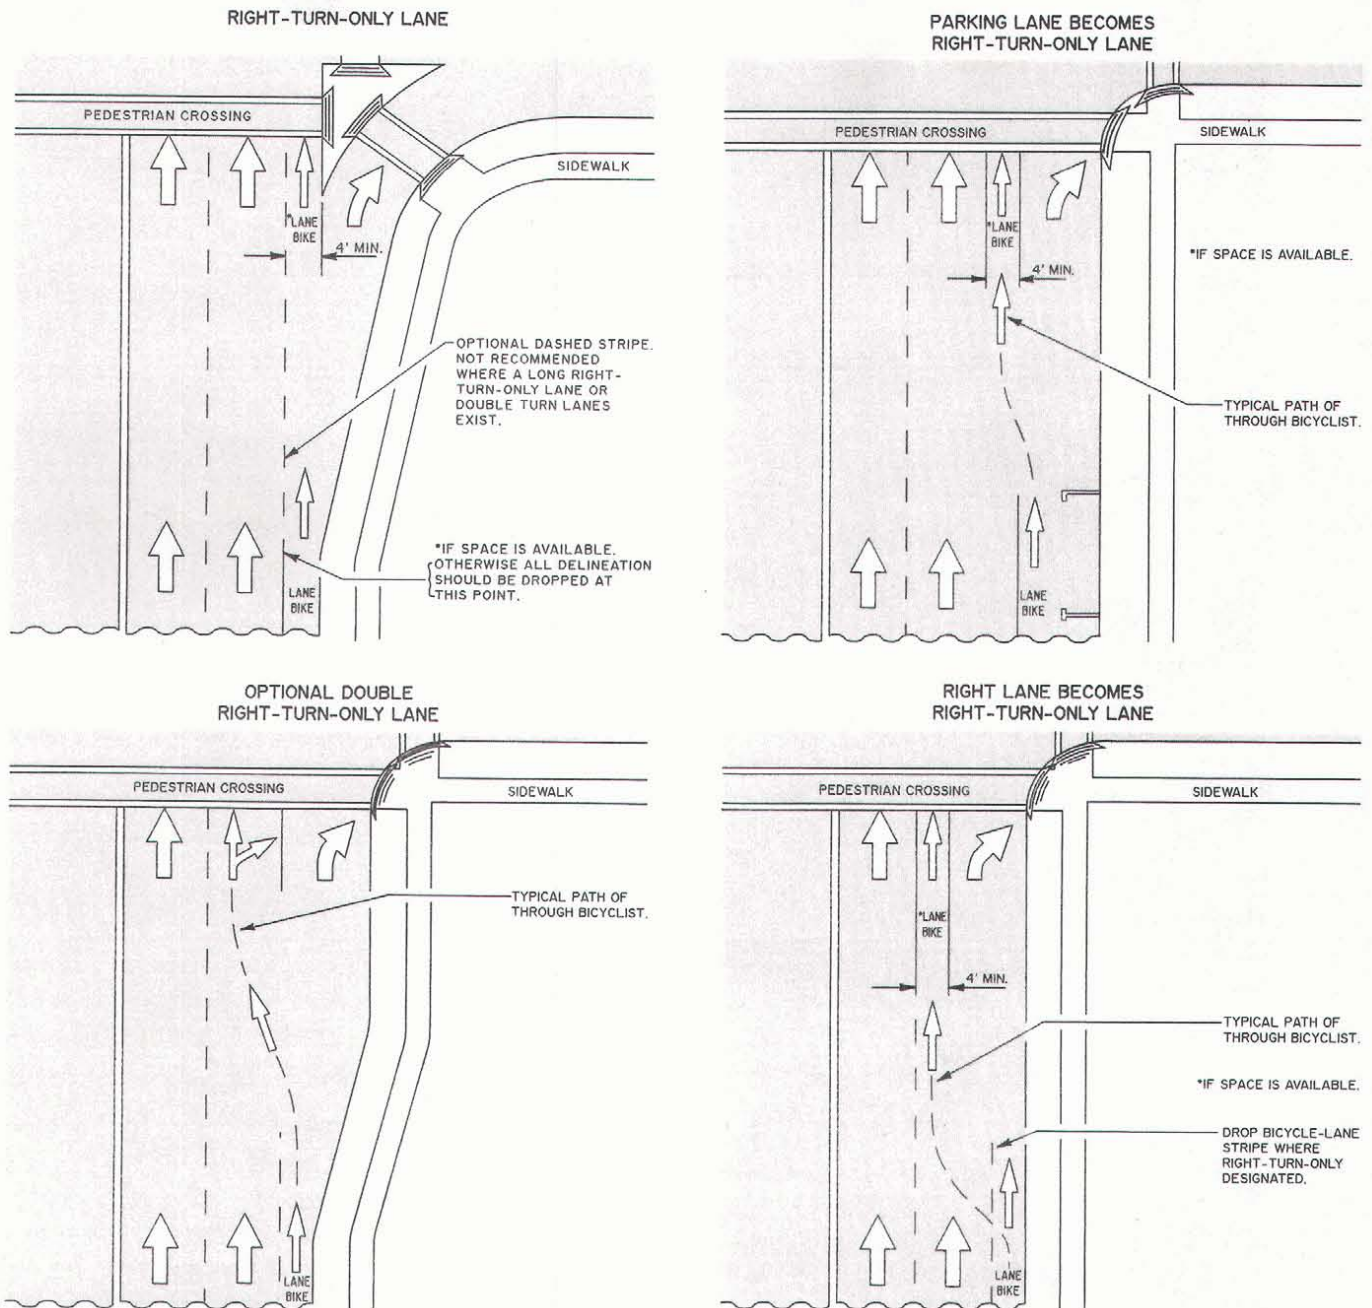 RIGHT-TURN-ONLY LANE
PEDESTRIAN CROSSING
SIDEWALK
*LANE
BIKE
4' MIN.
OPTIONAL DASHED STRIPE.
NOT RECOMMENDED
WHERE A LONG RIGHT-
TURN-ONLY LANE OR
DOUBLE TURN LANES
EXIST.
*IF SPACE IS AVAILABLE.
OTHERWISE ALL DELINEATION
SHOULD BE DROPPED AT
THIS POINT.
LANE
BIKE
PARKING LANE BECOMES
RIGHT-TURN-ONLY LANE
PEDESTRIAN CROSSING
SIDEWALK
*LANE
BIKE
*IF SPACE IS AVAILABLE.
4' MIN.
TYPICAL PATH OF
THROUGH BICYCLIST.
LANE
BIKE
OPTIONAL DOUBLE
RIGHT-TURN-ONLY LANE
PEDESTRIAN CROSSING
SIDEWALK
TYPICAL PATH OF
THROUGH BICYCLIST.
LANE
BIKE
RIGHT LANE BECOMES
RIGHT-TURN-ONLY LANE
PEDESTRIAN CROSSING
SIDEWALK
*LANE
BIKE
4' MIN.
TYPICAL PATH OF
THROUGH BICYCLIST.
*IF SPACE IS AVAILABLE.
DROP BICYCLE-LANE
STRIPE WHERE
RIGHT-TURN-ONLY
DESIGNATED.
LANE
BIKE